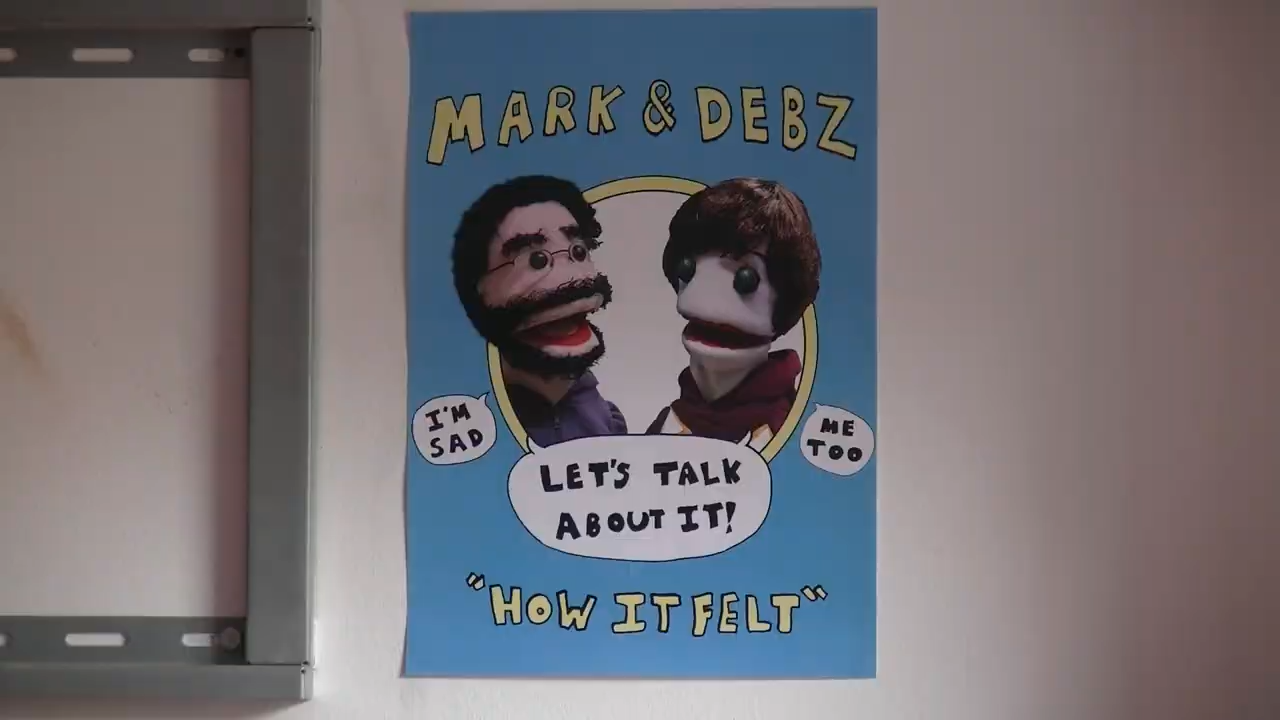 MARK & DEBZ
I'M
SAD
ME
TOO
LET'S TALK
ABOUT IT!
"HOW IT FELT"